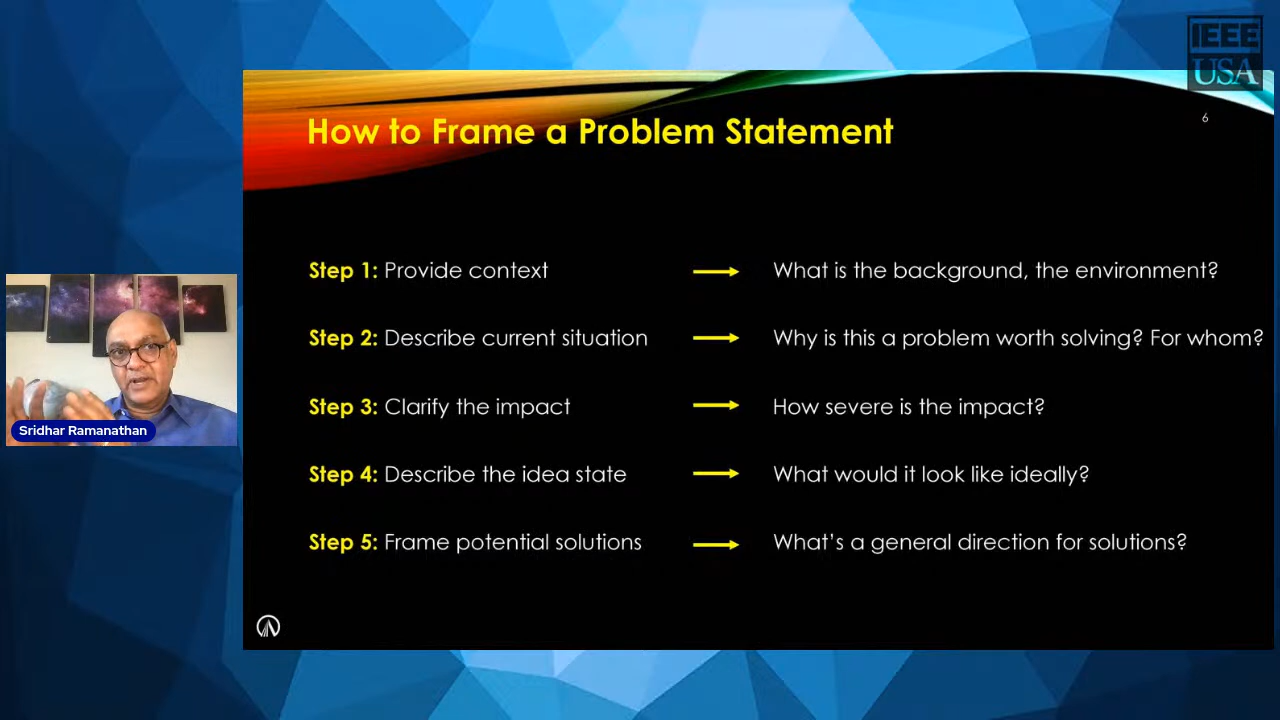 IEEE
USA
6
How to Frame a Problem Statement
Step 1: Provide context What is the background, the environment?
Step 2: Describe current situation Why is this a problem worth solving? For whom?
Step 3: Clarify the impact How severe is the impact?
Step 4: Describe the idea state What would it look like ideally?
Step 5: Frame potential solutions What's a general direction for solutions?
Sridhar Ramanathan